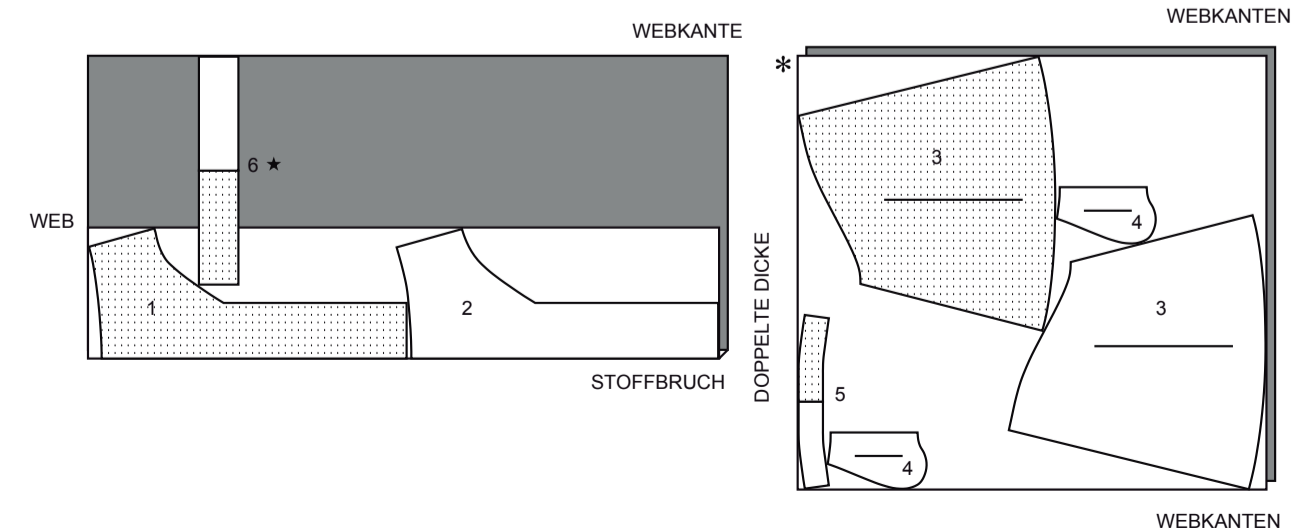 WEBKANTE
WEB
6 ★
1
2
STOFFBRUCH
WEBKANTEN
*
DOPPELTE DICKE
3
4
3
5
4
WEBKANTEN